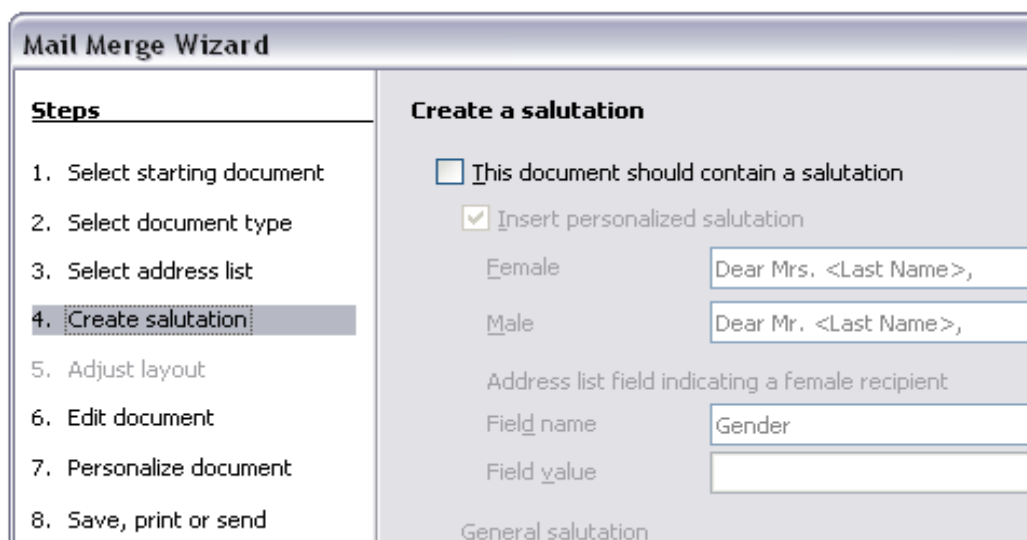 Mail Merge Wizard
Steps
1. Select starting document
2. Select document type
3. Select address list
4. Create salutation
5. Adjust layout
6. Edit document
7. Personalize document
8. Save, print or send
Create a salutation
This document should contain a salutation
Insert personalized salutation
Female Dear Mrs. <Last Name>,
Male Dear Mr. <Last Name>,
Address list field indicating a female recipient
Field name Gender
Field value
General salutation